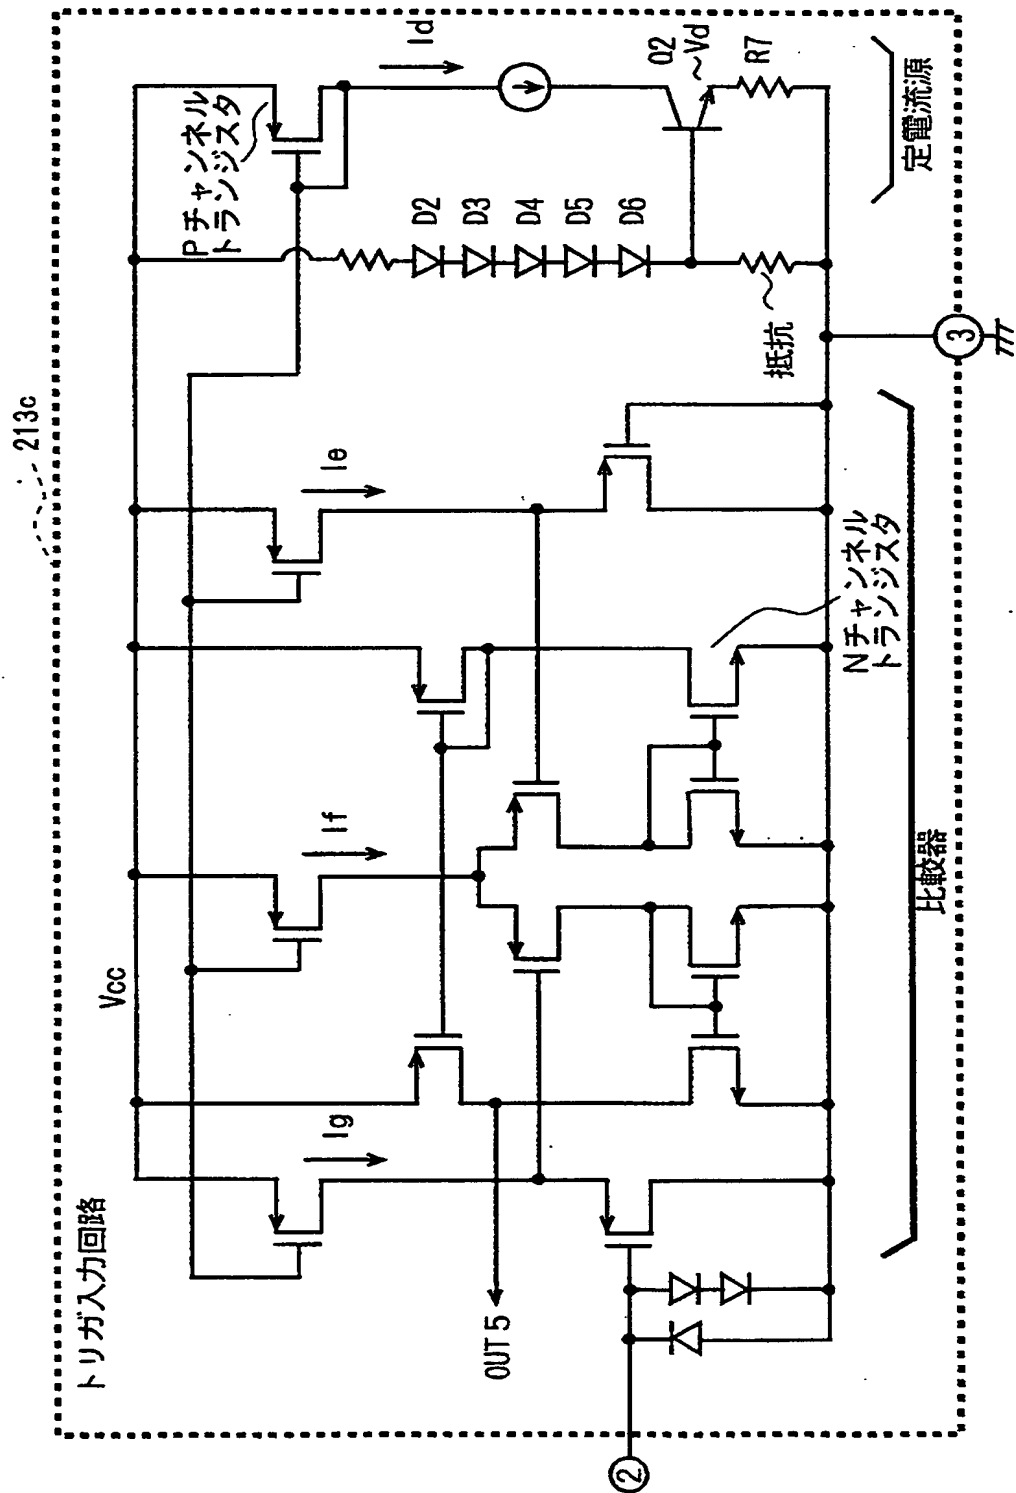 213c
トリガ入力回路
Vcc
Ig
If
Ie
Id
Pチャンネル
トランジスタ
D2
D3
D4
D5
D6
Q2
Vd
R7
抵抗
Nチャンネル
トランジスタ
OUT5
②
③
比較器
定電流源